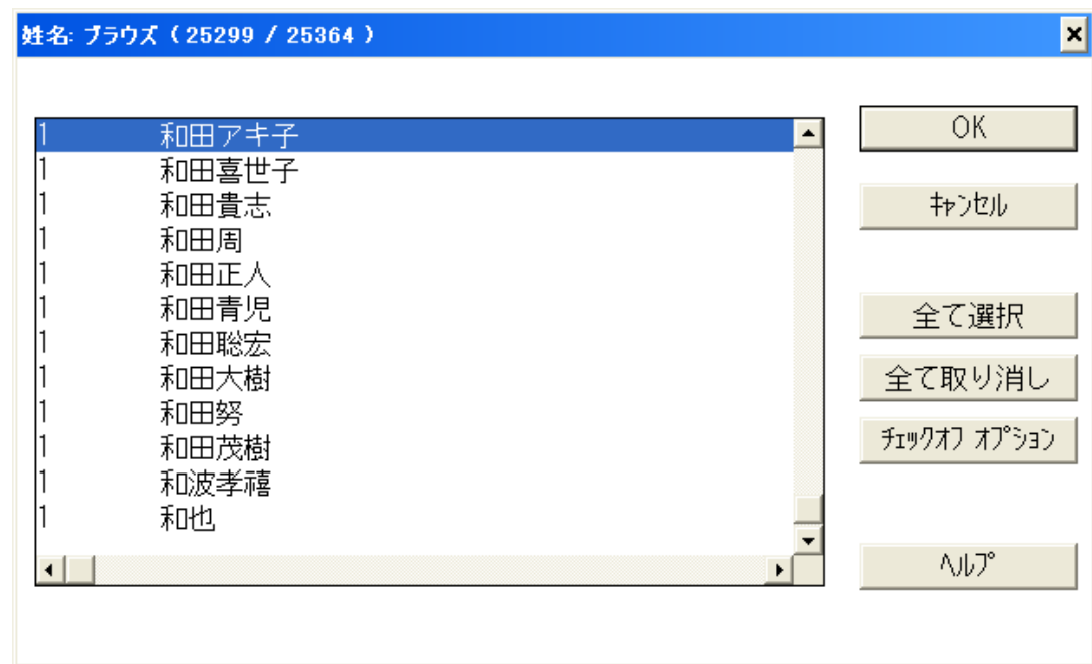 姓名: ブラウズ ( 25299 / 25364 )
1 和田アキ子
1 和田喜世子
1 和田貴志
1 和田周
1 和田正人
1 和田青児
1 和田聡宏
1 和田大樹
1 和田努
1 和田茂樹
1 和波孝禧
1 和也
OK
ｷｬﾝｾﾙ
全て選択
全て取り消し
ﾁｪｯｸｵﾌ ｵﾌﾟｼｮﾝ
ﾍﾙﾌﾟ